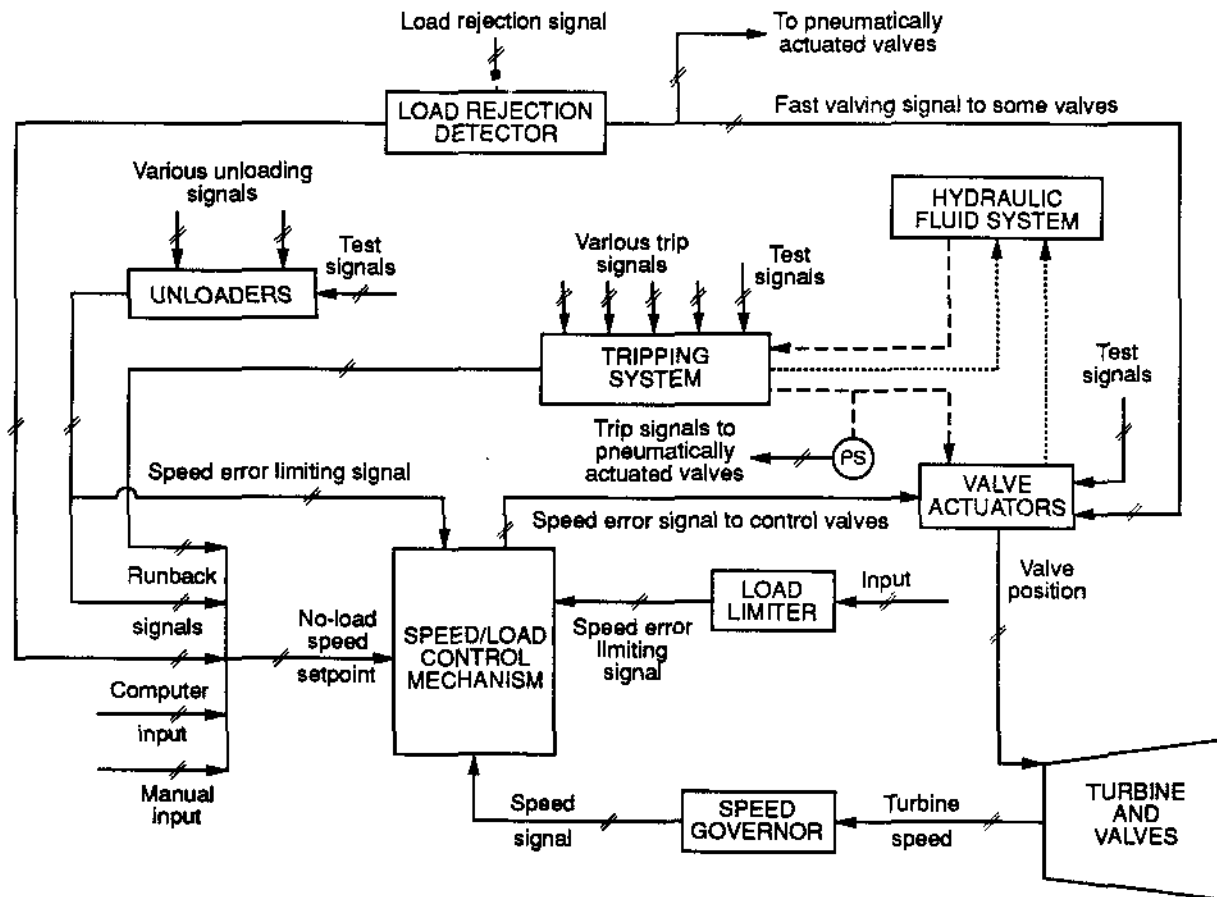 Load rejection signal
To pneumatically
actuated valves
LOAD REJECTION
DETECTOR
Fast valving signal to some valves
Various unloading
signals
HYDRAULIC
FLUID SYSTEM
Test
signals
UNLOADERS
Various trip
signals
Test
signals
TRIPPING
SYSTEM
Test
signals
Trip signals to
pneumatically
actuated valves
PS
Speed error limiting signal
VALVE
ACTUATORS
Speed error signal to control valves
Runback
signals
No-load
speed
setpoint
SPEED/LOAD
CONTROL
MECHANISM
LOAD
LIMITER
Input
Speed error
limiting
signal
Valve
position
Computer
input
Manual
input
Speed
signal
SPEED
GOVERNOR
Turbine
speed
TURBINE
AND
VALVES